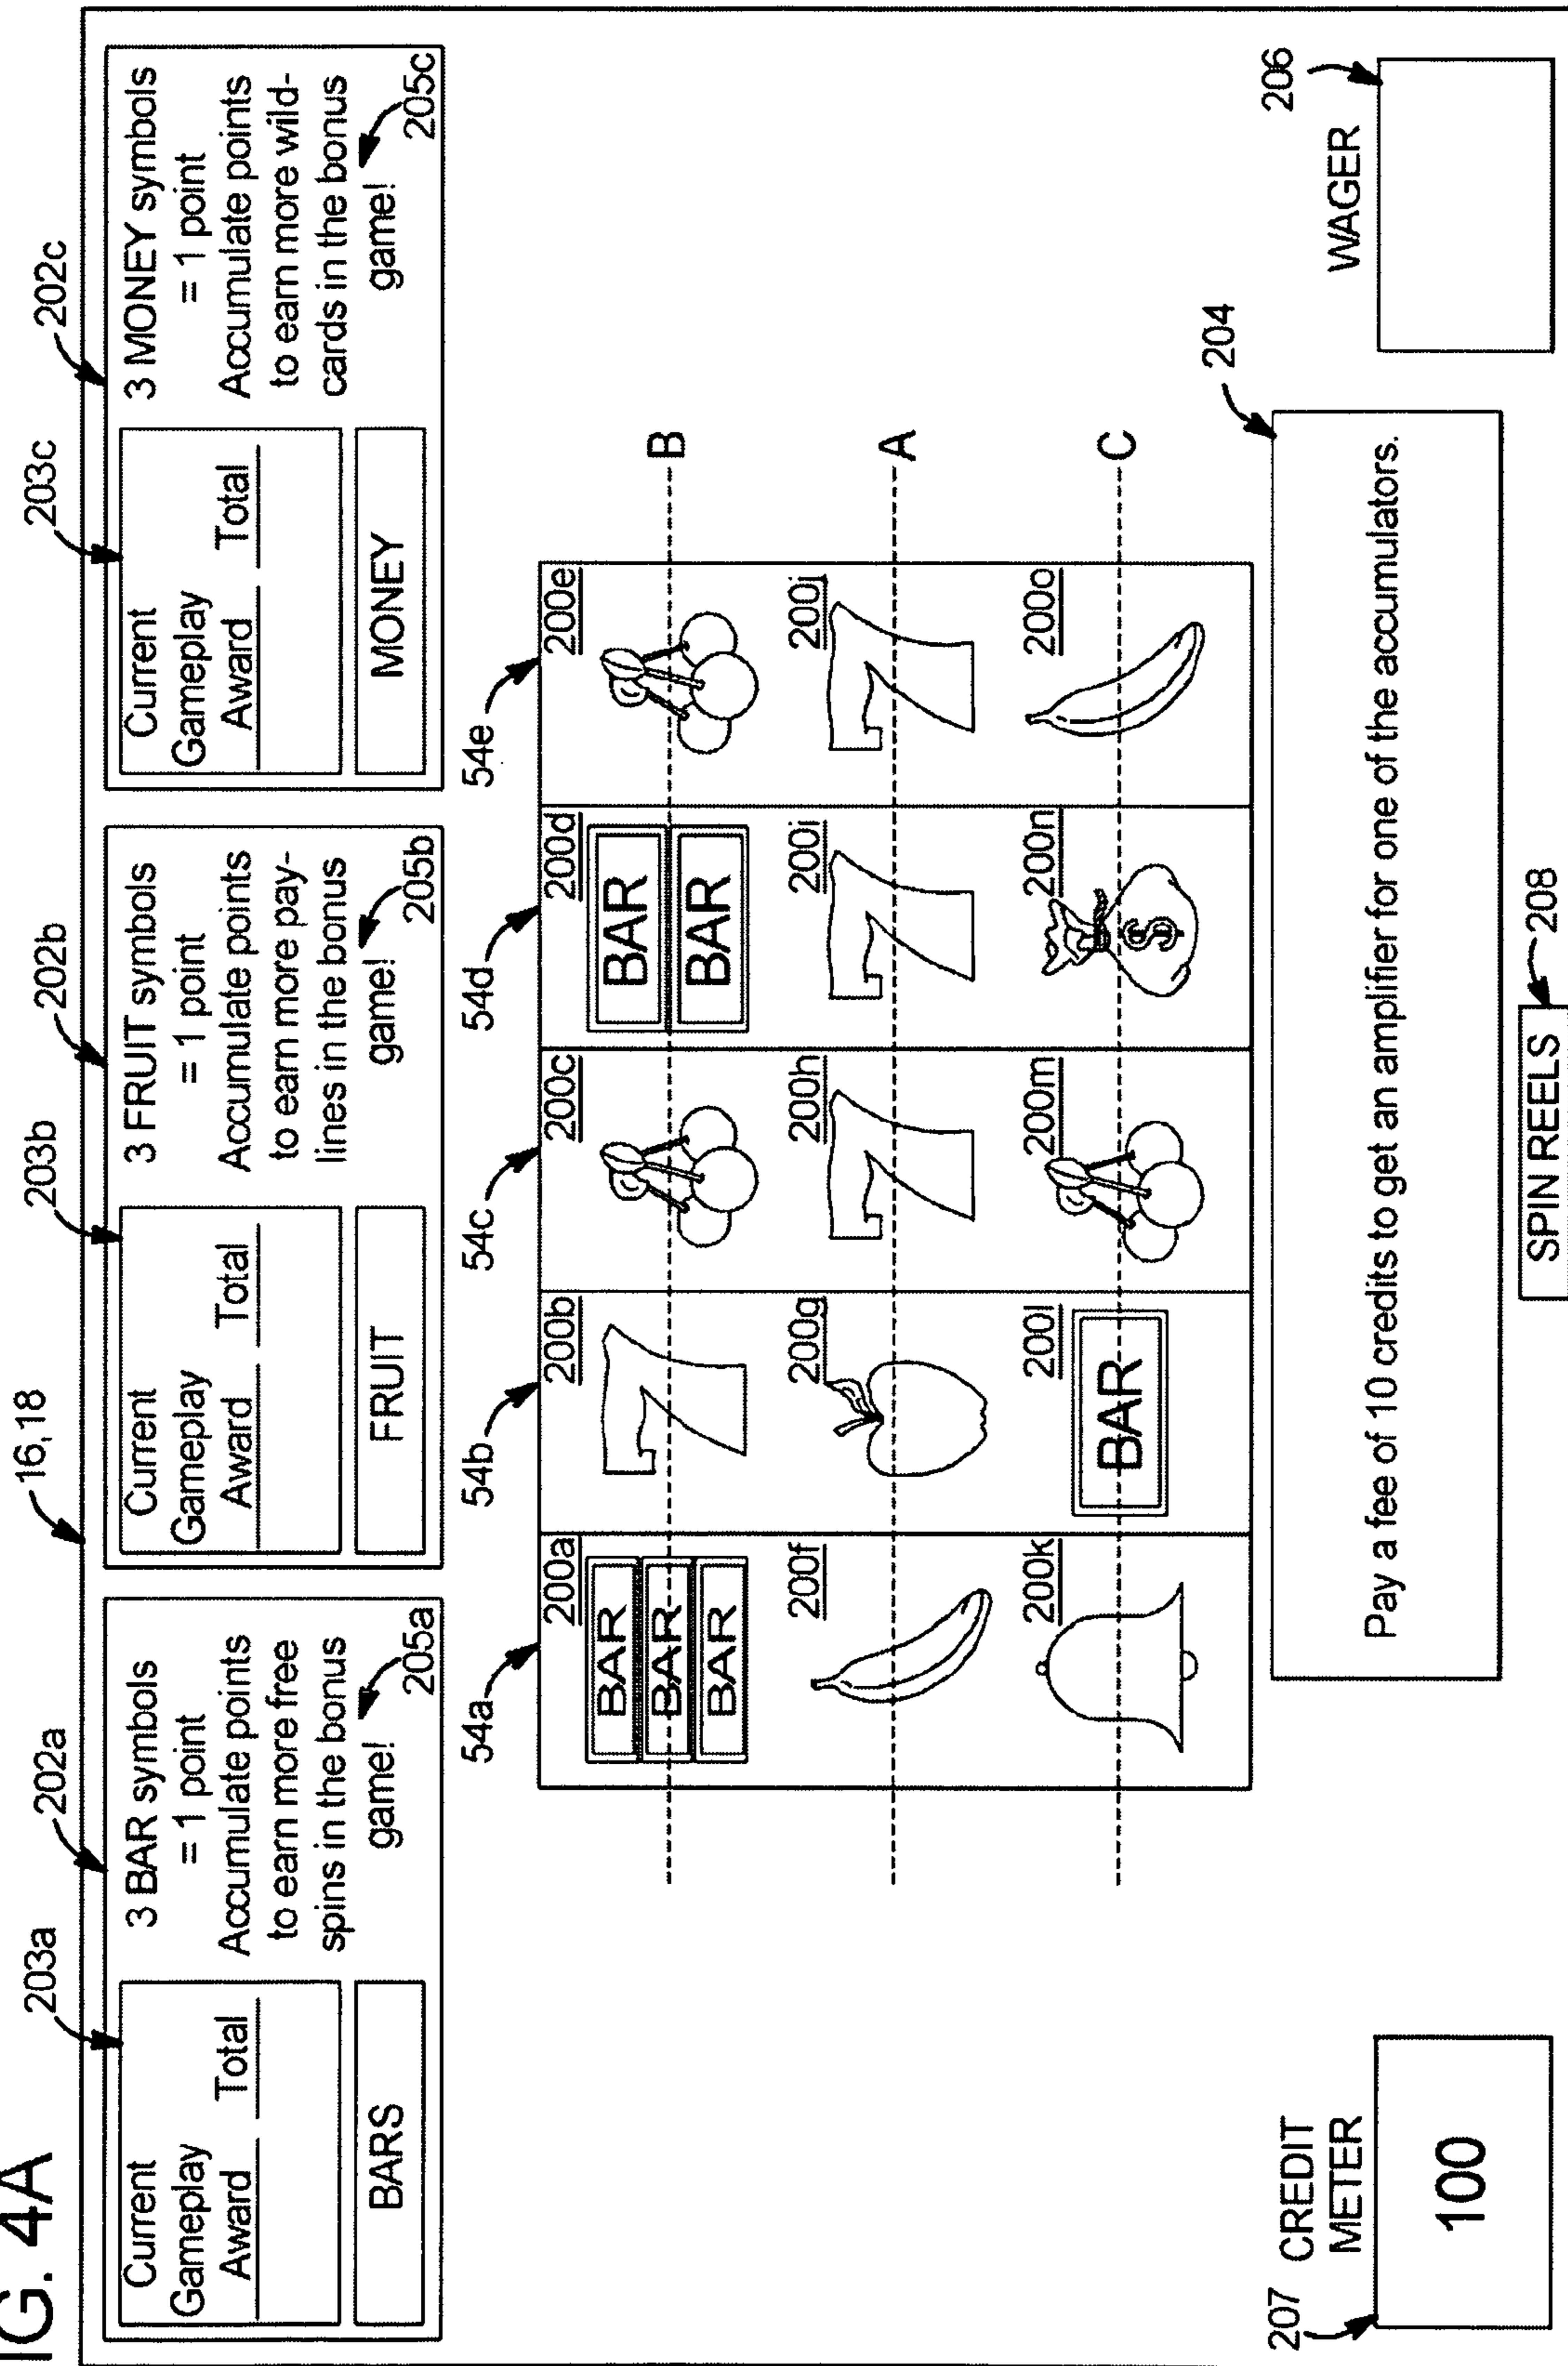 IG. 4A
16,18
202a
202b
202c
203a
203b
203c
Current
Gameplay
Award Total
BARS
3 BAR symbols
= 1 point
Accumulate points
to earn more free
spins in the bonus
game!
205a
Current
Gameplay
Award Total
FRUIT
3 FRUIT symbols
= 1 point
Accumulate points
to earn more pay-
lines in the bonus
game!
205b
Current
Gameplay
Award Total
MONEY
3 MONEY symbols
= 1 point
Accumulate points
to earn more wild-
cards in the bonus
game!
205c
54a 54b 54c 54d 54e
200a 200b 200c 200d 200e
BAR
BAR
BAR
BAR
BAR
B
200f 200g 200h 200i 200j
7 7 7 7
A
200k 200l 200m 200n 200o
BAR
$
C
204
Pay a fee of 10 credits to get an amplifier for one of the accumulators.
207
CREDIT
METER
100
SPIN REELS
208
WAGER
206